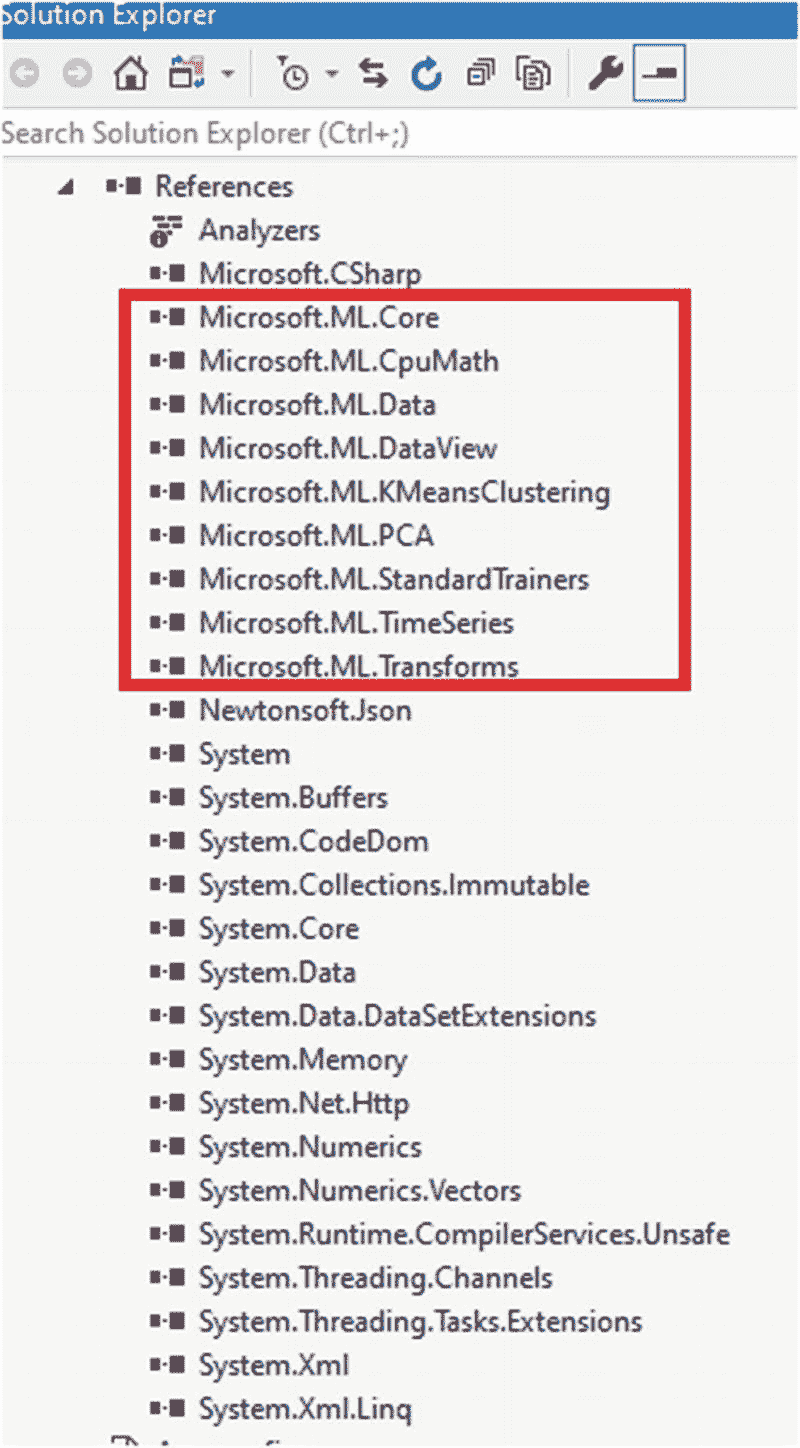 Solution Explorer
Search Solution Explorer (Ctrl+;)
References
Analyzers
Microsoft.CSharp
Microsoft.ML.Core
Microsoft.ML.CpuMath
Microsoft.ML.Data
Microsoft.ML.DataView
Microsoft.ML.KMeansClustering
Microsoft.ML.PCA
Microsoft.ML.StandardTrainers
Microsoft.ML.TimeSeries
Microsoft.ML.Transforms
Newtonsoft.Json
System
System.Buffers
System.CodeDom
System.Collections.Immutable
System.Core
System.Data
System.Data.DataSetExtensions
System.Memory
System.Net.Http
System.Numerics
System.Numerics.Vectors
System.Runtime.CompilerServices.Unsafe
System.Threading.Channels
System.Threading.Tasks.Extensions
System.Xml
System.Xml.Linq